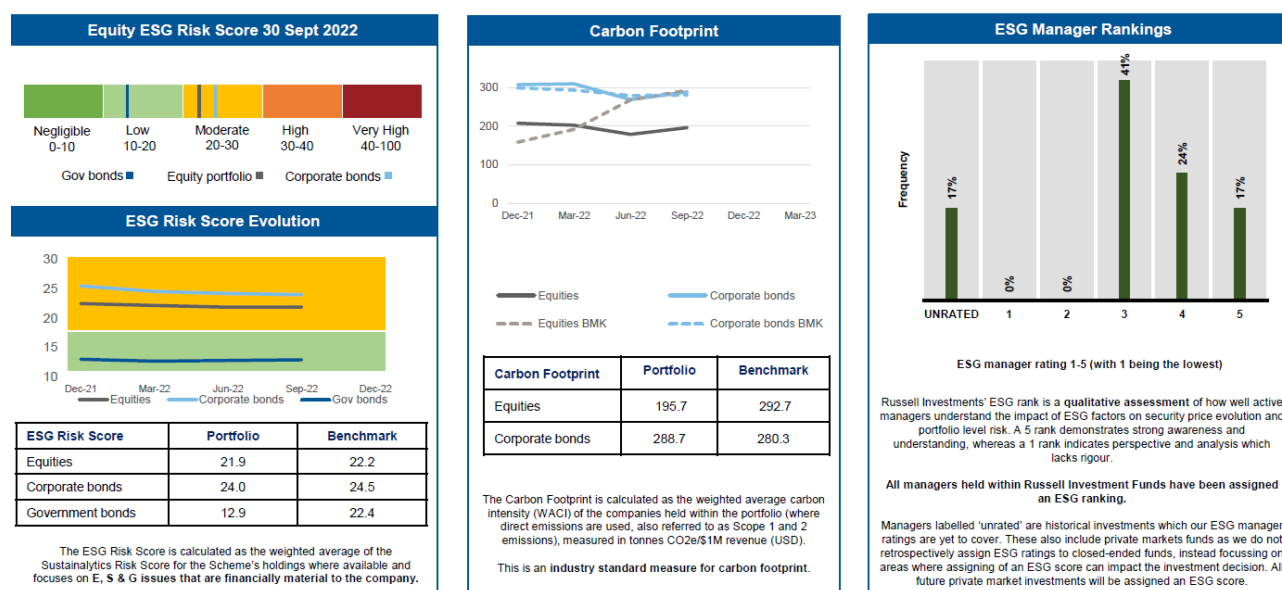 Equity ESG Risk Score 30 Sept 2022
Negligible
0-10
Low
10-20
Moderate
20-30
High
30-40
Very High
40-100
Gov bonds
Equity portfolio
Corporate bonds
ESG Risk Score Evolution
30
25
20
15
10
Dec-21
Mar-22
Jun-22
Sep-22
Dec-22
Equities
Corporate bonds
Gov bonds
ESG Risk Score Portfolio Benchmark
Equities 21.9 22.2
Corporate bonds 24.0 24.5
Government bonds 12.9 22.4
The ESG Risk Score is calculated as the weighted average of the
Sustainalytics Risk Score for the Scheme's holdings where available and
focuses on E, S & G issues that are financially material to the company.
Carbon Footprint
300
200
100
0
Dec-21
Mar-22
Jun-22
Sep-22
Dec-22
Mar-23
Equities
Corporate bonds
Equities BMK
Corporate bonds BMK
Carbon Footprint Portfolio Benchmark
Equities 195.7 292.7
Corporate bonds 288.7 280.3
The Carbon Footprint is calculated as the weighted average carbon
intensity (WACI) of the companies held within the portfolio (where
direct emissions are used, also referred to as Scope 1 and 2
emissions), measured in tonnes CO2e/$1M revenue (USD).
This is an industry standard measure for carbon footprint.
ESG Manager Rankings
Frequency
17%
0%
0%
41%
24%
17%
UNRATED
1
2
3
4
5
ESG manager rating 1-5 (with 1 being the lowest)
Russell Investments' ESG rank is a qualitative assessment of how well active
managers understand the impact of ESG factors on security price evolution and
portfolio level risk. A 5 rank demonstrates strong awareness and
understanding, whereas a 1 rank indicates perspective and analysis which
lacks rigour.
All managers held within Russell Investment Funds have been assigned
an ESG ranking.
Managers labelled 'unrated' are historical investments which our ESG manager
ratings are yet to cover. These also include private markets funds as we do not
retrospectively assign ESG ratings to closed-ended funds, instead focussing on
areas where assigning of an ESG score can impact the investment decision. All
future private market investments will be assigned an ESG score.